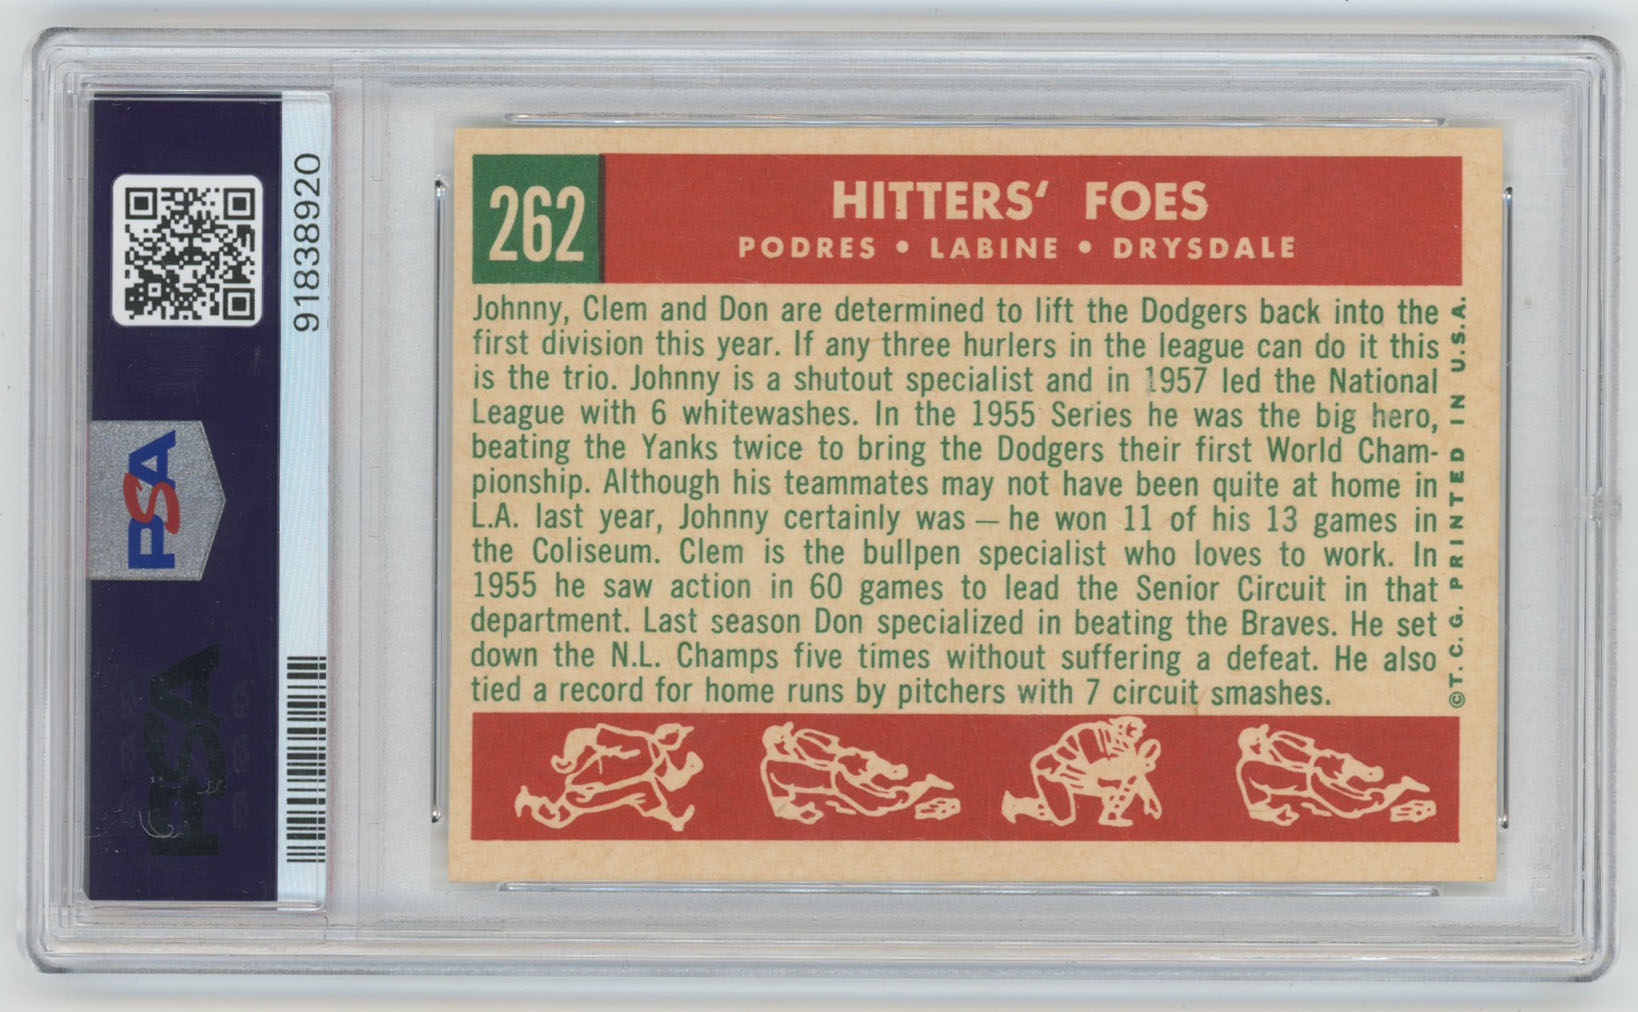 262
HITTERS’ FOES
PODRES • LABINE • DRYSDALE
Johnny, Clem and Don are determined to lift the Dodgers back into the
first division this year. If any three hurlers in the league can do it this
is the trio. Johnny is a shutout specialist and in 1957 led the National
League with 6 whitewashes. In the 1955 Series he was the big hero,
beating the Yanks twice to bring the Dodgers their first World Cham-
pionship. Although his teammates may not have been quite at home in
L.A. last year, Johnny certainly was — he won 11 of his 13 games in
the Coliseum. Clem is the bullpen specialist who loves to work. In
1955 he saw action in 60 games to lead the Senior Circuit in that
department. Last season Don specialized in beating the Braves. He set
down the N.L. Champs five times without suffering a defeat. He also
tied a record for home runs by pitchers with 7 circuit smashes.
©T.C.G. PRINTED IN U.S.A.
91838920
PSA
PSA